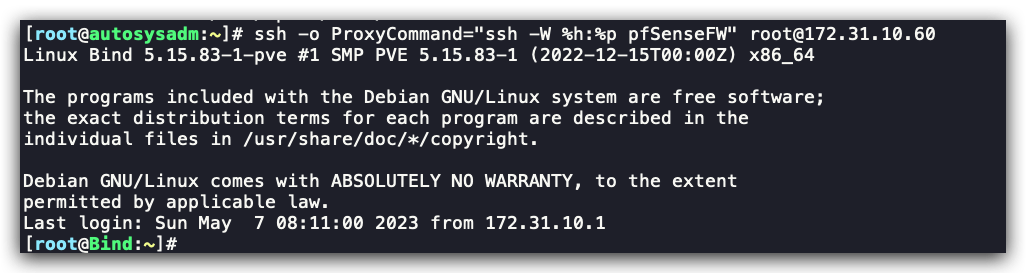 [root@autosysadm:~]# ssh -o ProxyCommand="ssh -W %h:%p pfSenseFW" root@172.31.10.60
Linux Bind 5.15.83-1-pve #1 SMP PVE 5.15.83-1 (2022-12-15T00:00Z) x86_64
The programs included with the Debian GNU/Linux system are free software;
the exact distribution terms for each program are described in the
individual files in /usr/share/doc/*/copyright.
Debian GNU/Linux comes with ABSOLUTELY NO WARRANTY, to the extent
permitted by applicable law.
Last login: Sun May  7 08:11:00 2023 from 172.31.10.1
[root@Bind:~]#